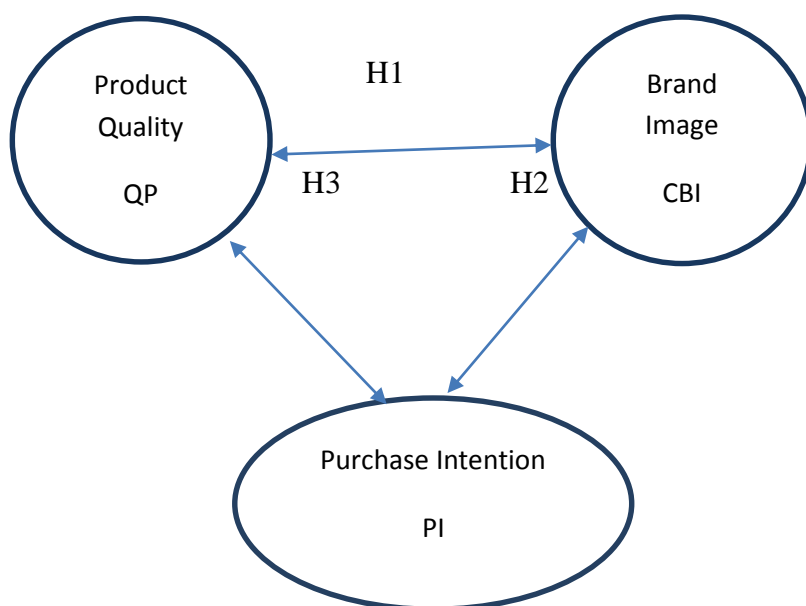 Product
Quality
QP
H1
Brand
Image
CBI
H3
H2
Purchase Intention
PI